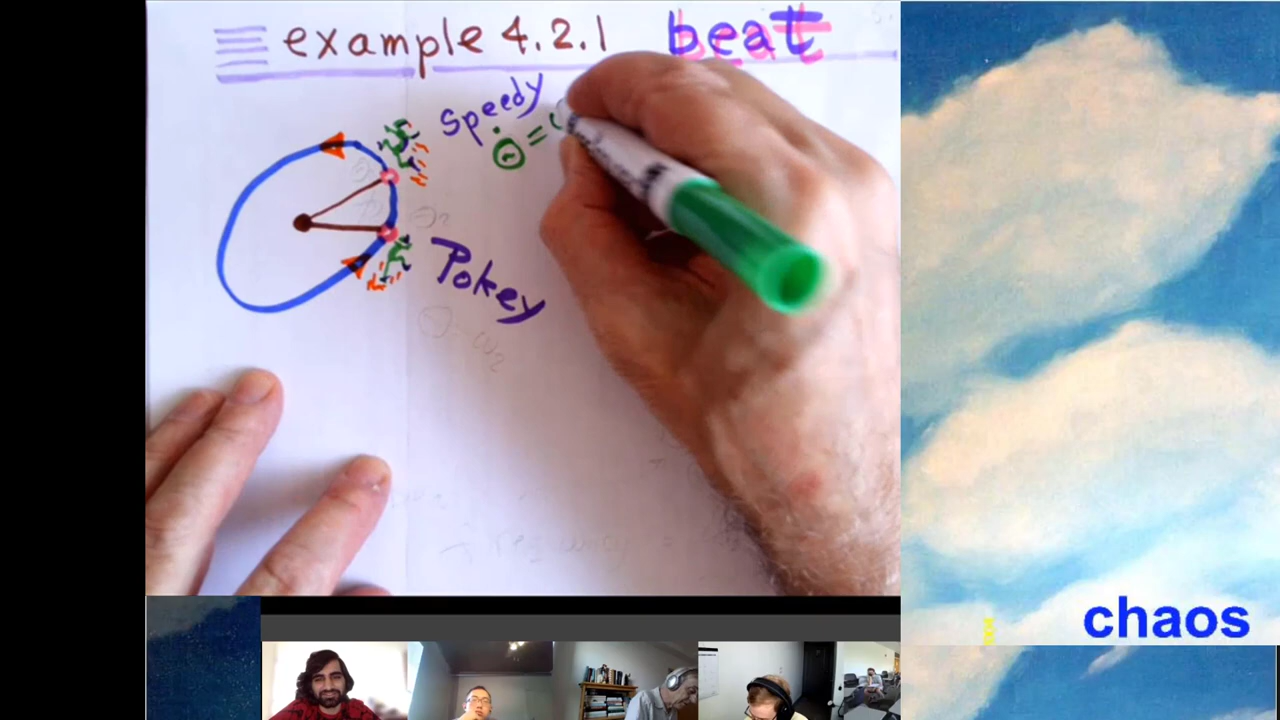 example 4.2.1 beat
speedy
Θ̇ =
Pokey
chaos